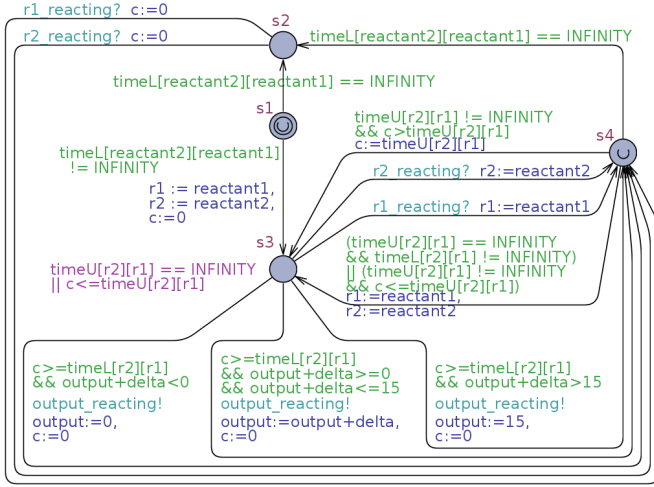 r1_reacting? c:=0
s2
r2_reacting? c:=0
timeL[reactant2][reactant1] == INFINITY
timeL[reactant2][reactant1] == INFINITY
s1
timeU[r2][r1] != INFINITY
&& c>timeU[r2][r1]
c:=timeU[r2][r1]
s4
timeL[reactant2][reactant1]
!= INFINITY
r1 := reactant1,
r2 := reactant2,
c:=0
r2_reacting? r2:=reactant2
r1_reacting? r1:=reactant1
s3
(timeU[r2][r1] == INFINITY
&& timeL[r2][r1] != INFINITY)
|| (timeU[r2][r1] != INFINITY
&& c<=timeU[r2][r1])
r1:=reactant1,
r2:=reactant2
timeU[r2][r1] == INFINITY
|| c<=timeU[r2][r1]
c>=timeL[r2][r1]
&& output+delta<0
output_reacting!
output:=0,
c:=0
c>=timeL[r2][r1]
&& output+delta>=0
&& output+delta<=15
output_reacting!
output:=output+delta,
c:=0
c>=timeL[r2][r1]
&& output+delta>15
output_reacting!
output:=15,
c:=0